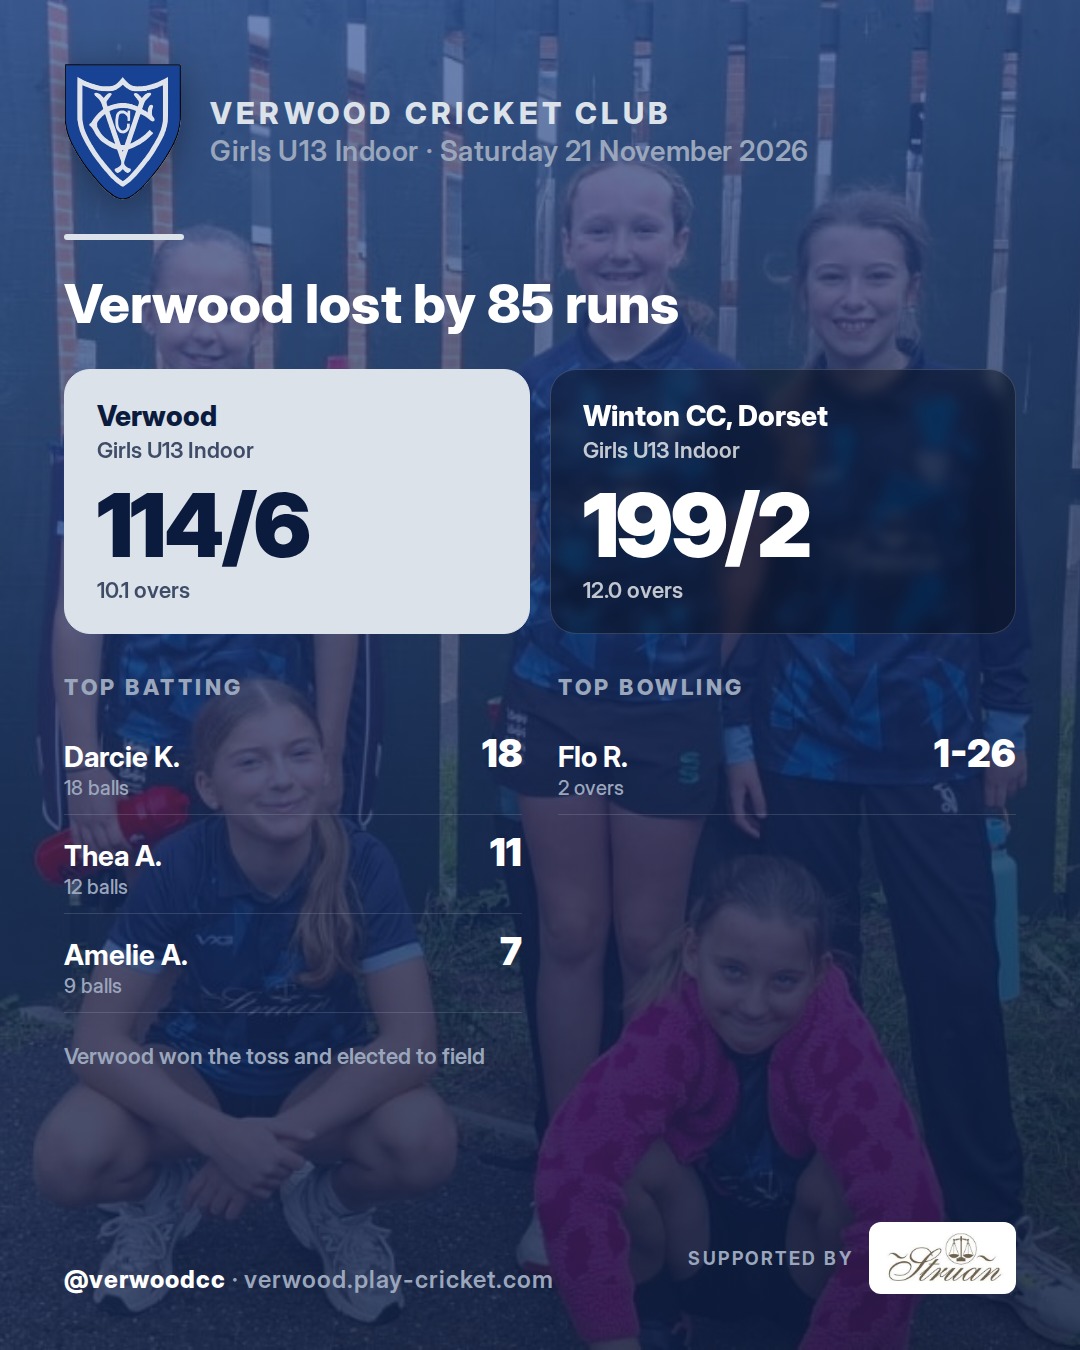 VERWOOD CRICKET CLUB
Girls U13 Indoor · Saturday 21 November 2026
Verwood lost by 85 runs
Verwood
Girls U13 Indoor
114/6
10.1 overs
Winton CC, Dorset
Girls U13 Indoor
199/2
12.0 overs
TOP BATTING
Darcie K.
18
18 balls
Thea A.
11
12 balls
Amelie A.
7
9 balls
TOP BOWLING
Flo R.
1-26
2 overs
Verwood won the toss and elected to field
@verwoodcc · verwood.play-cricket.com
SUPPORTED BY
Struan